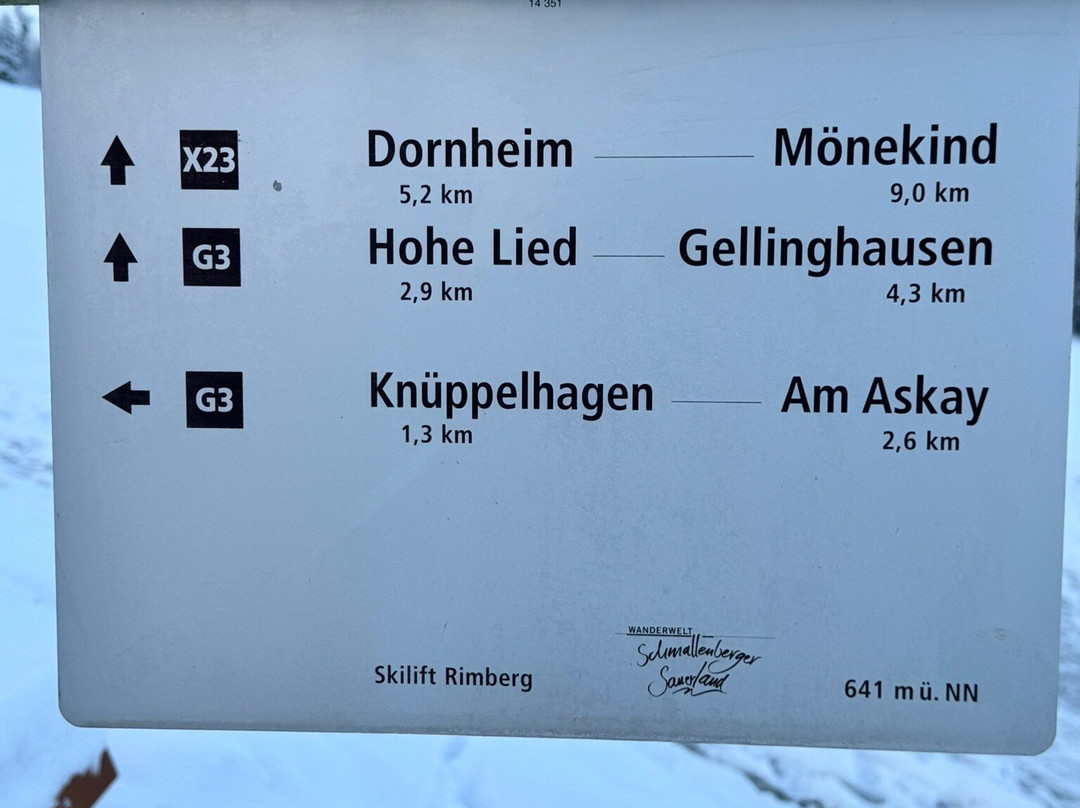 14 351
X23 Dornheim Mönekind
5,2 km 9,0 km
G3 Hohe Lied Gellinghausen
2,9 km 4,3 km
G3 Knüppelhagen Am Askay
1,3 km 2,6 km
WANDERWELT
Schmallenberger
Sauerland
Skilift Rimberg 641 m ü. NN